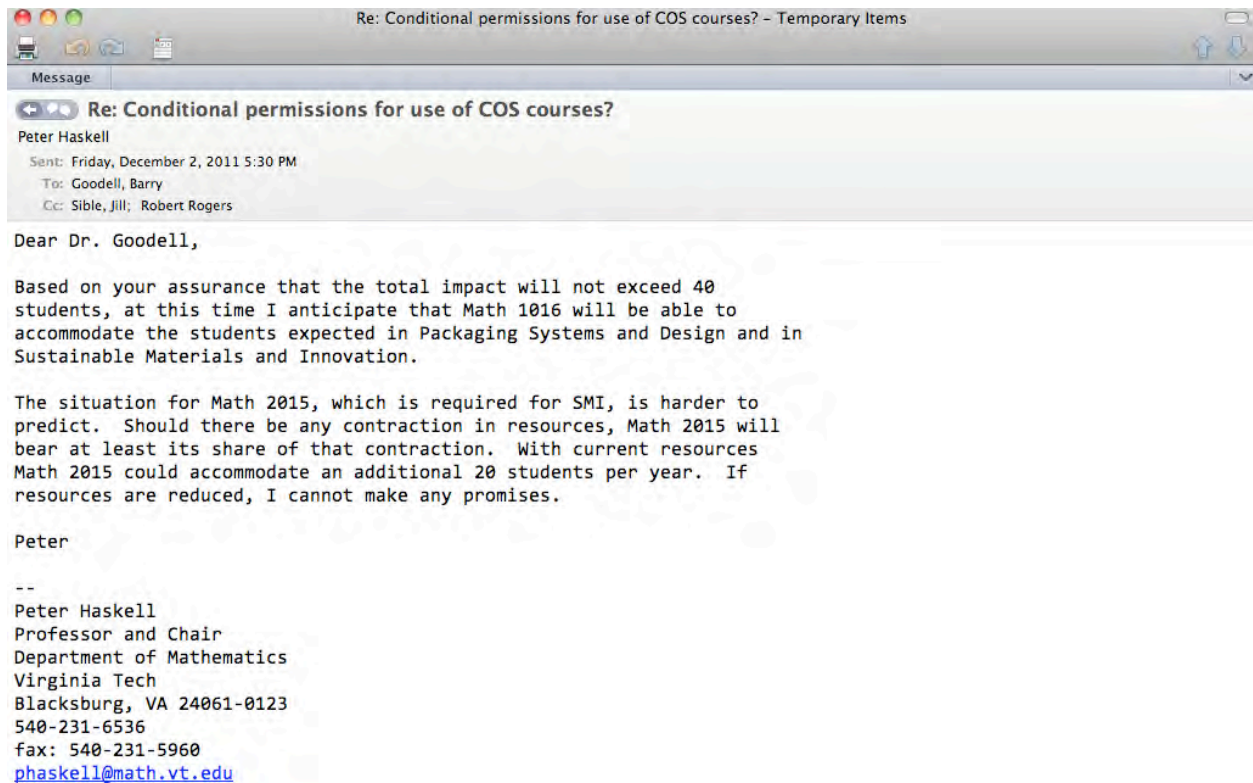 Re: Conditional permissions for use of COS courses? – Temporary Items
Message
Re: Conditional permissions for use of COS courses?
Peter Haskell
Sent: Friday, December 2, 2011 5:30 PM
To: Goodell, Barry
Cc: Sible, Jill; Robert Rogers
Dear Dr. Goodell,
Based on your assurance that the total impact will not exceed 40
students, at this time I anticipate that Math 1016 will be able to
accommodate the students expected in Packaging Systems and Design and in
Sustainable Materials and Innovation.
The situation for Math 2015, which is required for SMI, is harder to
predict.  Should there be any contraction in resources, Math 2015 will
bear at least its share of that contraction.  With current resources
Math 2015 could accommodate an additional 20 students per year.  If
resources are reduced, I cannot make any promises.
Peter
--
Peter Haskell
Professor and Chair
Department of Mathematics
Virginia Tech
Blacksburg, VA 24061-0123
540-231-6536
fax: 540-231-5960
phaskell@math.vt.edu